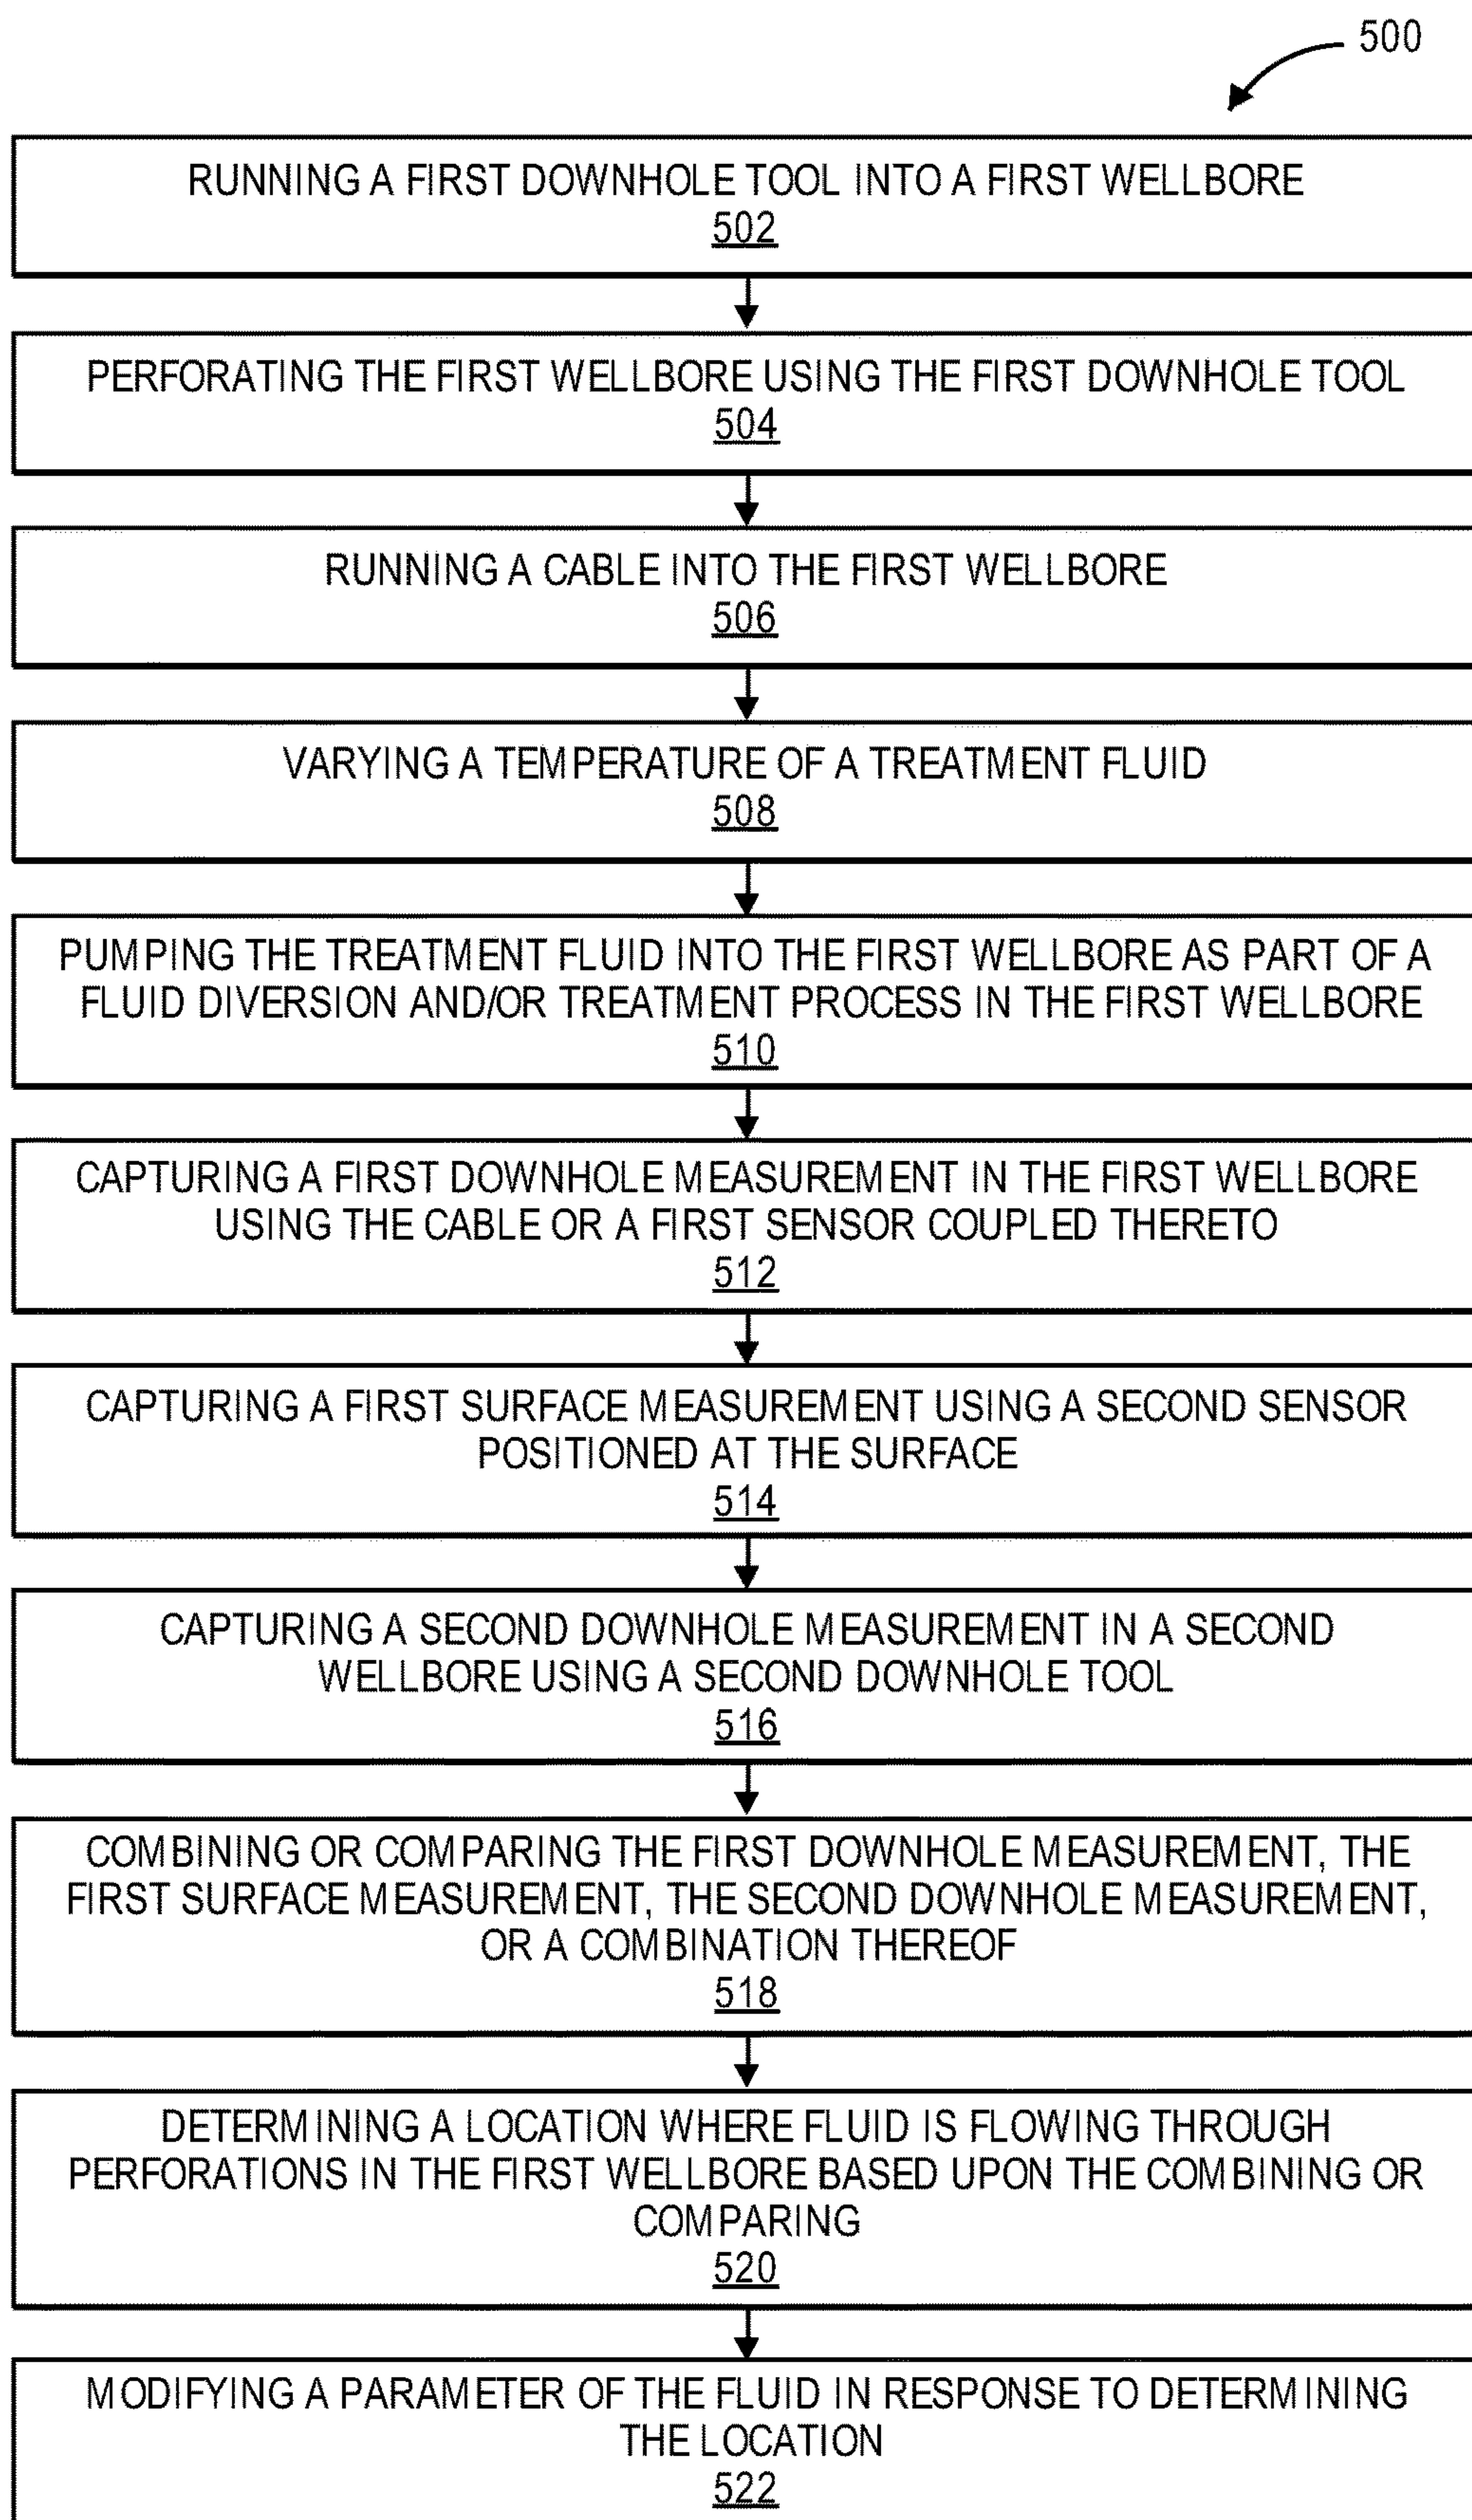 500
RUNNING A FIRST DOWNHOLE TOOL INTO A FIRST WELLBORE
502
PERFORATING THE FIRST WELLBORE USING THE FIRST DOWNHOLE TOOL
504
RUNNING A CABLE INTO THE FIRST WELLBORE
506
VARYING A TEMPERATURE OF A TREATMENT FLUID
508
PUMPING THE TREATMENT FLUID INTO THE FIRST WELLBORE AS PART OF A
FLUID DIVERSION AND/OR TREATMENT PROCESS IN THE FIRST WELLBORE
510
CAPTURING A FIRST DOWNHOLE MEASUREMENT IN THE FIRST WELLBORE
USING THE CABLE OR A FIRST SENSOR COUPLED THERETO
512
CAPTURING A FIRST SURFACE MEASUREMENT USING A SECOND SENSOR
POSITIONED AT THE SURFACE
514
CAPTURING A SECOND DOWNHOLE MEASUREMENT IN A SECOND
WELLBORE USING A SECOND DOWNHOLE TOOL
516
COMBINING OR COMPARING THE FIRST DOWNHOLE MEASUREMENT, THE
FIRST SURFACE MEASUREMENT, THE SECOND DOWNHOLE MEASUREMENT,
OR A COMBINATION THEREOF
518
DETERMINING A LOCATION WHERE FLUID IS FLOWING THROUGH
PERFORATIONS IN THE FIRST WELLBORE BASED UPON THE COMBINING OR
COMPARING
520
MODIFYING A PARAMETER OF THE FLUID IN RESPONSE TO DETERMINING
THE LOCATION
522